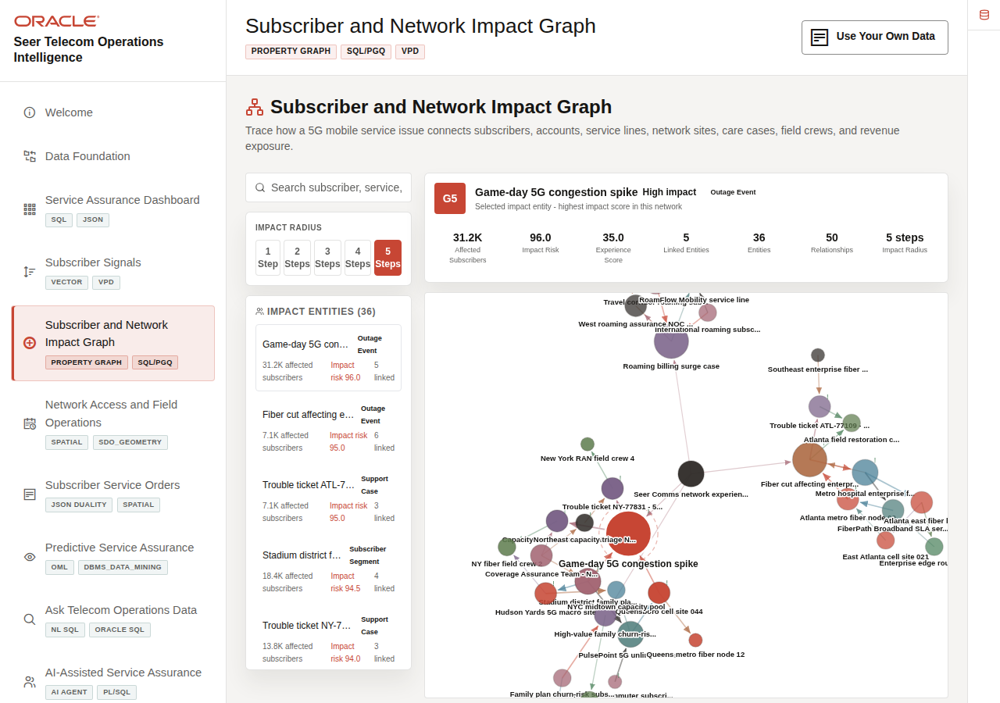 ORACLE
Seer Telecom Operations
Intelligence
Welcome
Data Foundation
Service Assurance Dashboard
SQL JSON
Subscriber Signals
VECTOR VPD
Subscriber and Network
Impact Graph
PROPERTY GRAPH SQL/PGQ
Network Access and Field
Operations
SPATIAL SDO_GEOMETRY
Subscriber Service Orders
JSON DUALITY SPATIAL
Predictive Service Assurance
OML DBMS_DATA_MINING
Ask Telecom Operations Data
NL SQL ORACLE SQL
AI-Assisted Service Assurance
AI AGENT PL/SQL
Subscriber and Network Impact Graph
PROPERTY GRAPH SQL/PGQ VPD
Use Your Own Data
Subscriber and Network Impact Graph
Trace how a 5G mobile service issue connects subscribers, accounts, service lines, network sites, care cases, field crews, and revenue
exposure.
Search subscriber, service,
IMPACT RADIUS
1 Step
2 Steps
3 Steps
4 Steps
5 Steps
IMPACT ENTITIES (36)
Game-day 5G con… Outage Event
31.2K affected subscribers Impact risk 96.0 5 linked
Fiber cut affecting e… Outage Event
7.1K affected subscribers Impact risk 95.0 6 linked
Trouble ticket ATL-7… Support Case
7.1K affected subscribers Impact risk 95.0 3 linked
Stadium district f… Subscriber Segment
18.4K affected subscribers Impact risk 94.5 4 linked
Trouble ticket NY-7… Support Case
13.8K affected subscribers Impact risk 94.0 3 linked
G5
Game-day 5G congestion spike High impact Outage Event
Selected impact entity - highest impact score in this network
31.2K Affected Subscribers
96.0 Impact Risk
35.0 Experience Score
5 Linked Entities
36 Entities
50 Relationships
5 steps Impact Radius
RoamFlow Mobility service line
West roaming assurance NOC ...
International roaming subsc...
Roaming billing surge case
Southeast enterprise fiber ...
Trouble ticket ATL-77109 - ...
Atlanta field restoration c...
New York RAN field crew 4
Fiber cut affecting enterpr...
Seer Comms network experien...
Metro hospital enterprise f...
Trouble ticket NY-77831 - 5...
Atlanta metro fiber node
Atlanta east fiber
FiberPath Broadband SLA ser...
Capacity
Northeast capacity triage N...
East Atlanta cell site 021
Enterprise edge rou
NY fiber field crew 2
Game-day 5G congestion spike
Coverage Assurance Team - N...
Stadium district family pla...
NYC midtown capacity pool
Hudson Yards 5G macro site
Queensboro cell site 044
High-value family churn-ris...
PulsePoint 5G unli
Queens metro fiber node 12
Family plan churn-risk subs...
muter subscri...